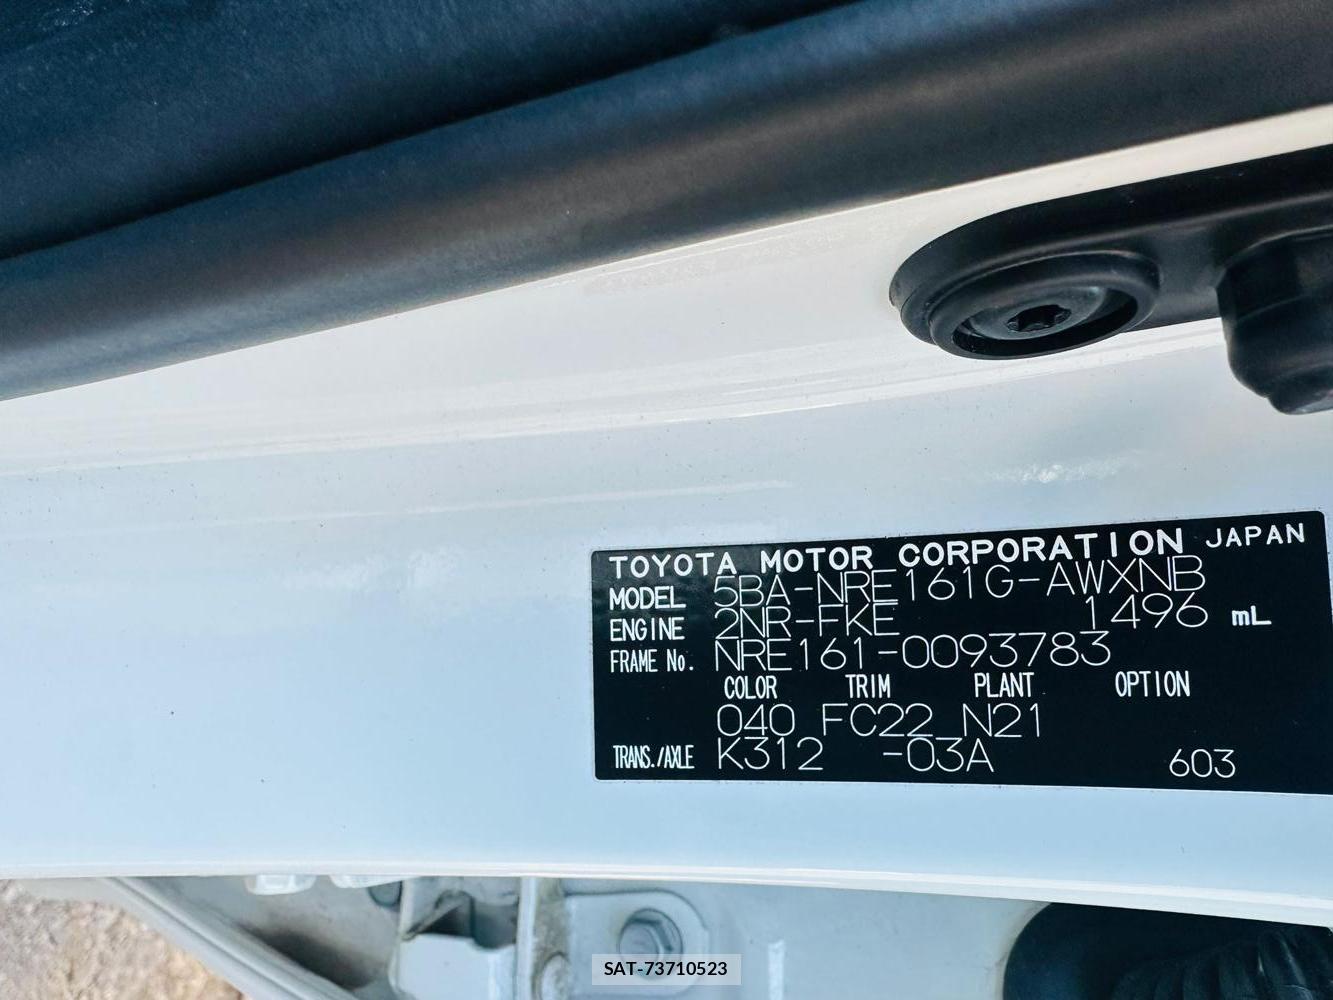 TOYOTA MOTOR CORPORATION JAPAN
MODEL 5BA-NRE161G-AWXNB
ENGINE 2NR-FKE 1496 mL
FRAME No. NRE161-0093783
COLOR TRIM PLANT OPTION
040 FC22 N21
TRANS./AXLE K312 -03A 603
SAT-73710523